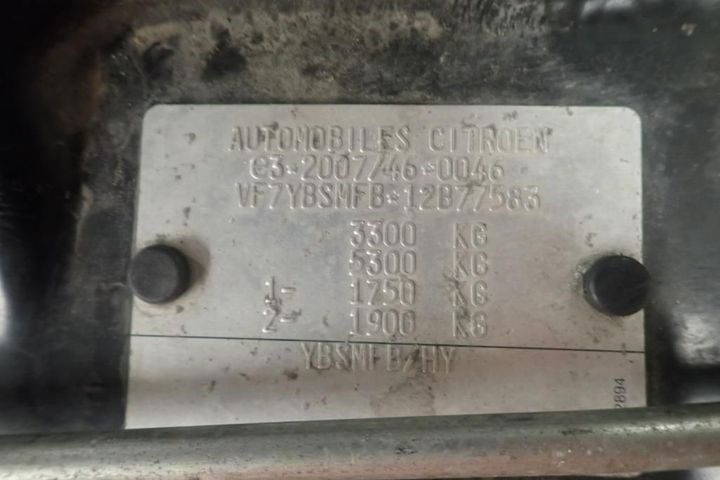 AUTOMOBILES CITROEN
e3*2007/46*0046
VF7YBSMFB*12B77583
3300 KG
5300 KG
1- 1750 KG
2- 1900 KG
YBSMFB/HY
2894